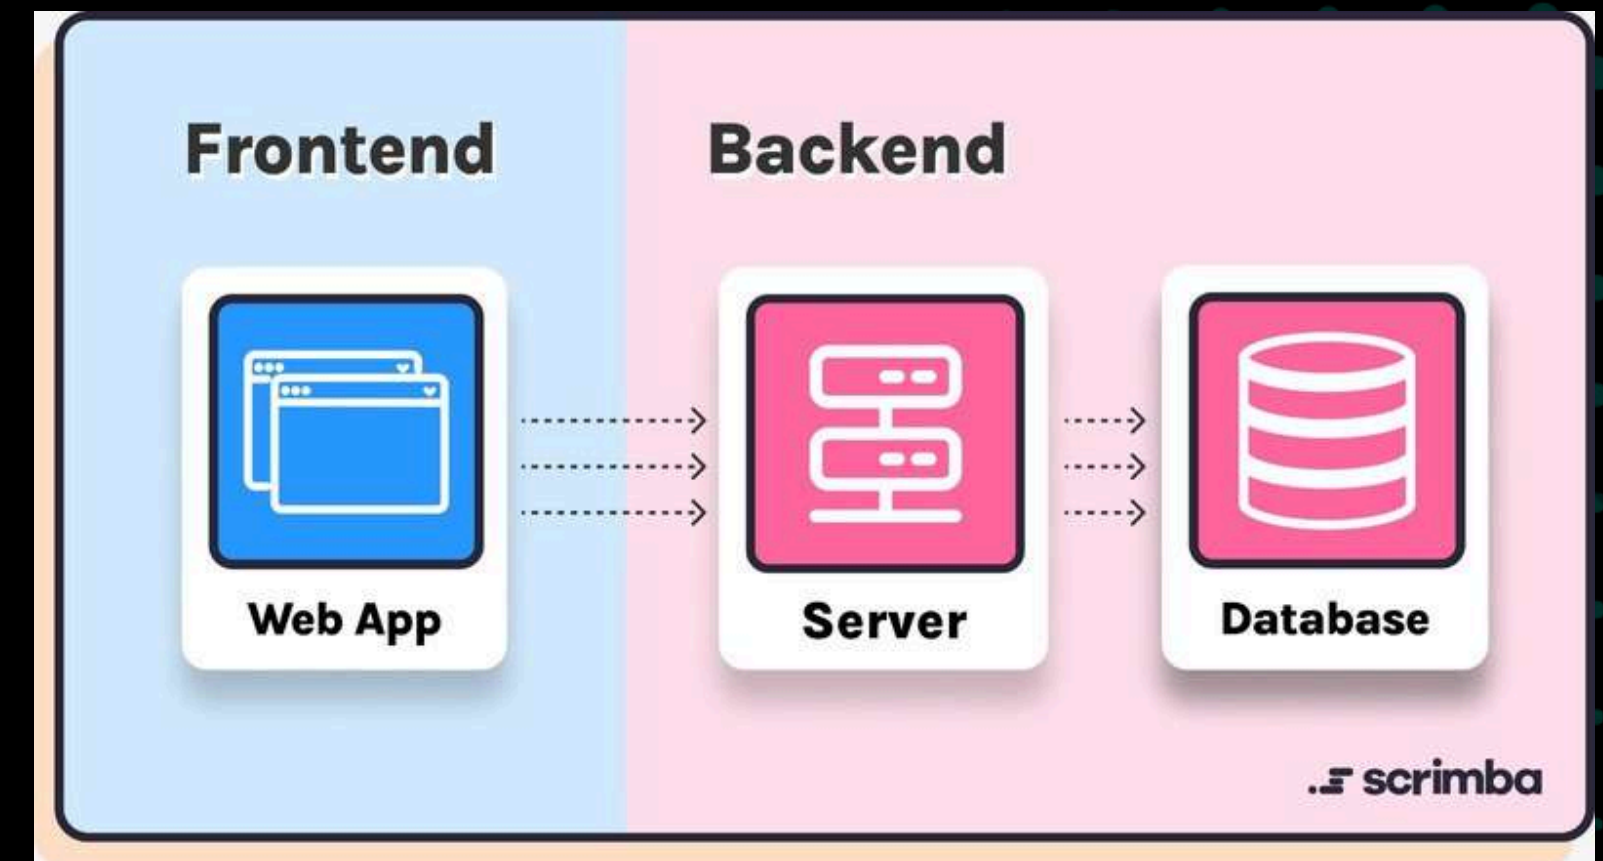 Frontend
Backend
Web App
Server
Database
scrimba